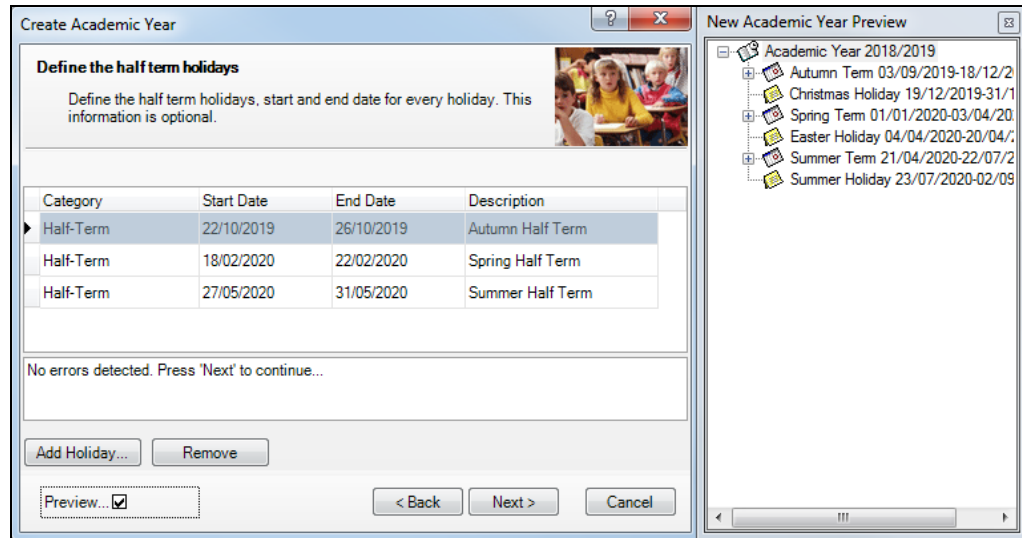 Create Academic Year
Define the half term holidays
Define the half term holidays, start and end date for every holiday. This
information is optional.
Category Start Date End Date Description
Half-Term 22/10/2019 26/10/2019 Autumn Half Term
Half-Term 18/02/2020 22/02/2020 Spring Half Term
Half-Term 27/05/2020 31/05/2020 Summer Half Term
No errors detected. Press 'Next' to continue...
Add Holiday... Remove
Preview... < Back Next > Cancel
New Academic Year Preview
Academic Year 2018/2019
Autumn Term 03/09/2019-18/12/2
Christmas Holiday 19/12/2019-31/1
Spring Term 01/01/2020-03/04/20
Easter Holiday 04/04/2020-20/04/
Summer Term 21/04/2020-22/07/2
Summer Holiday 23/07/2020-02/09